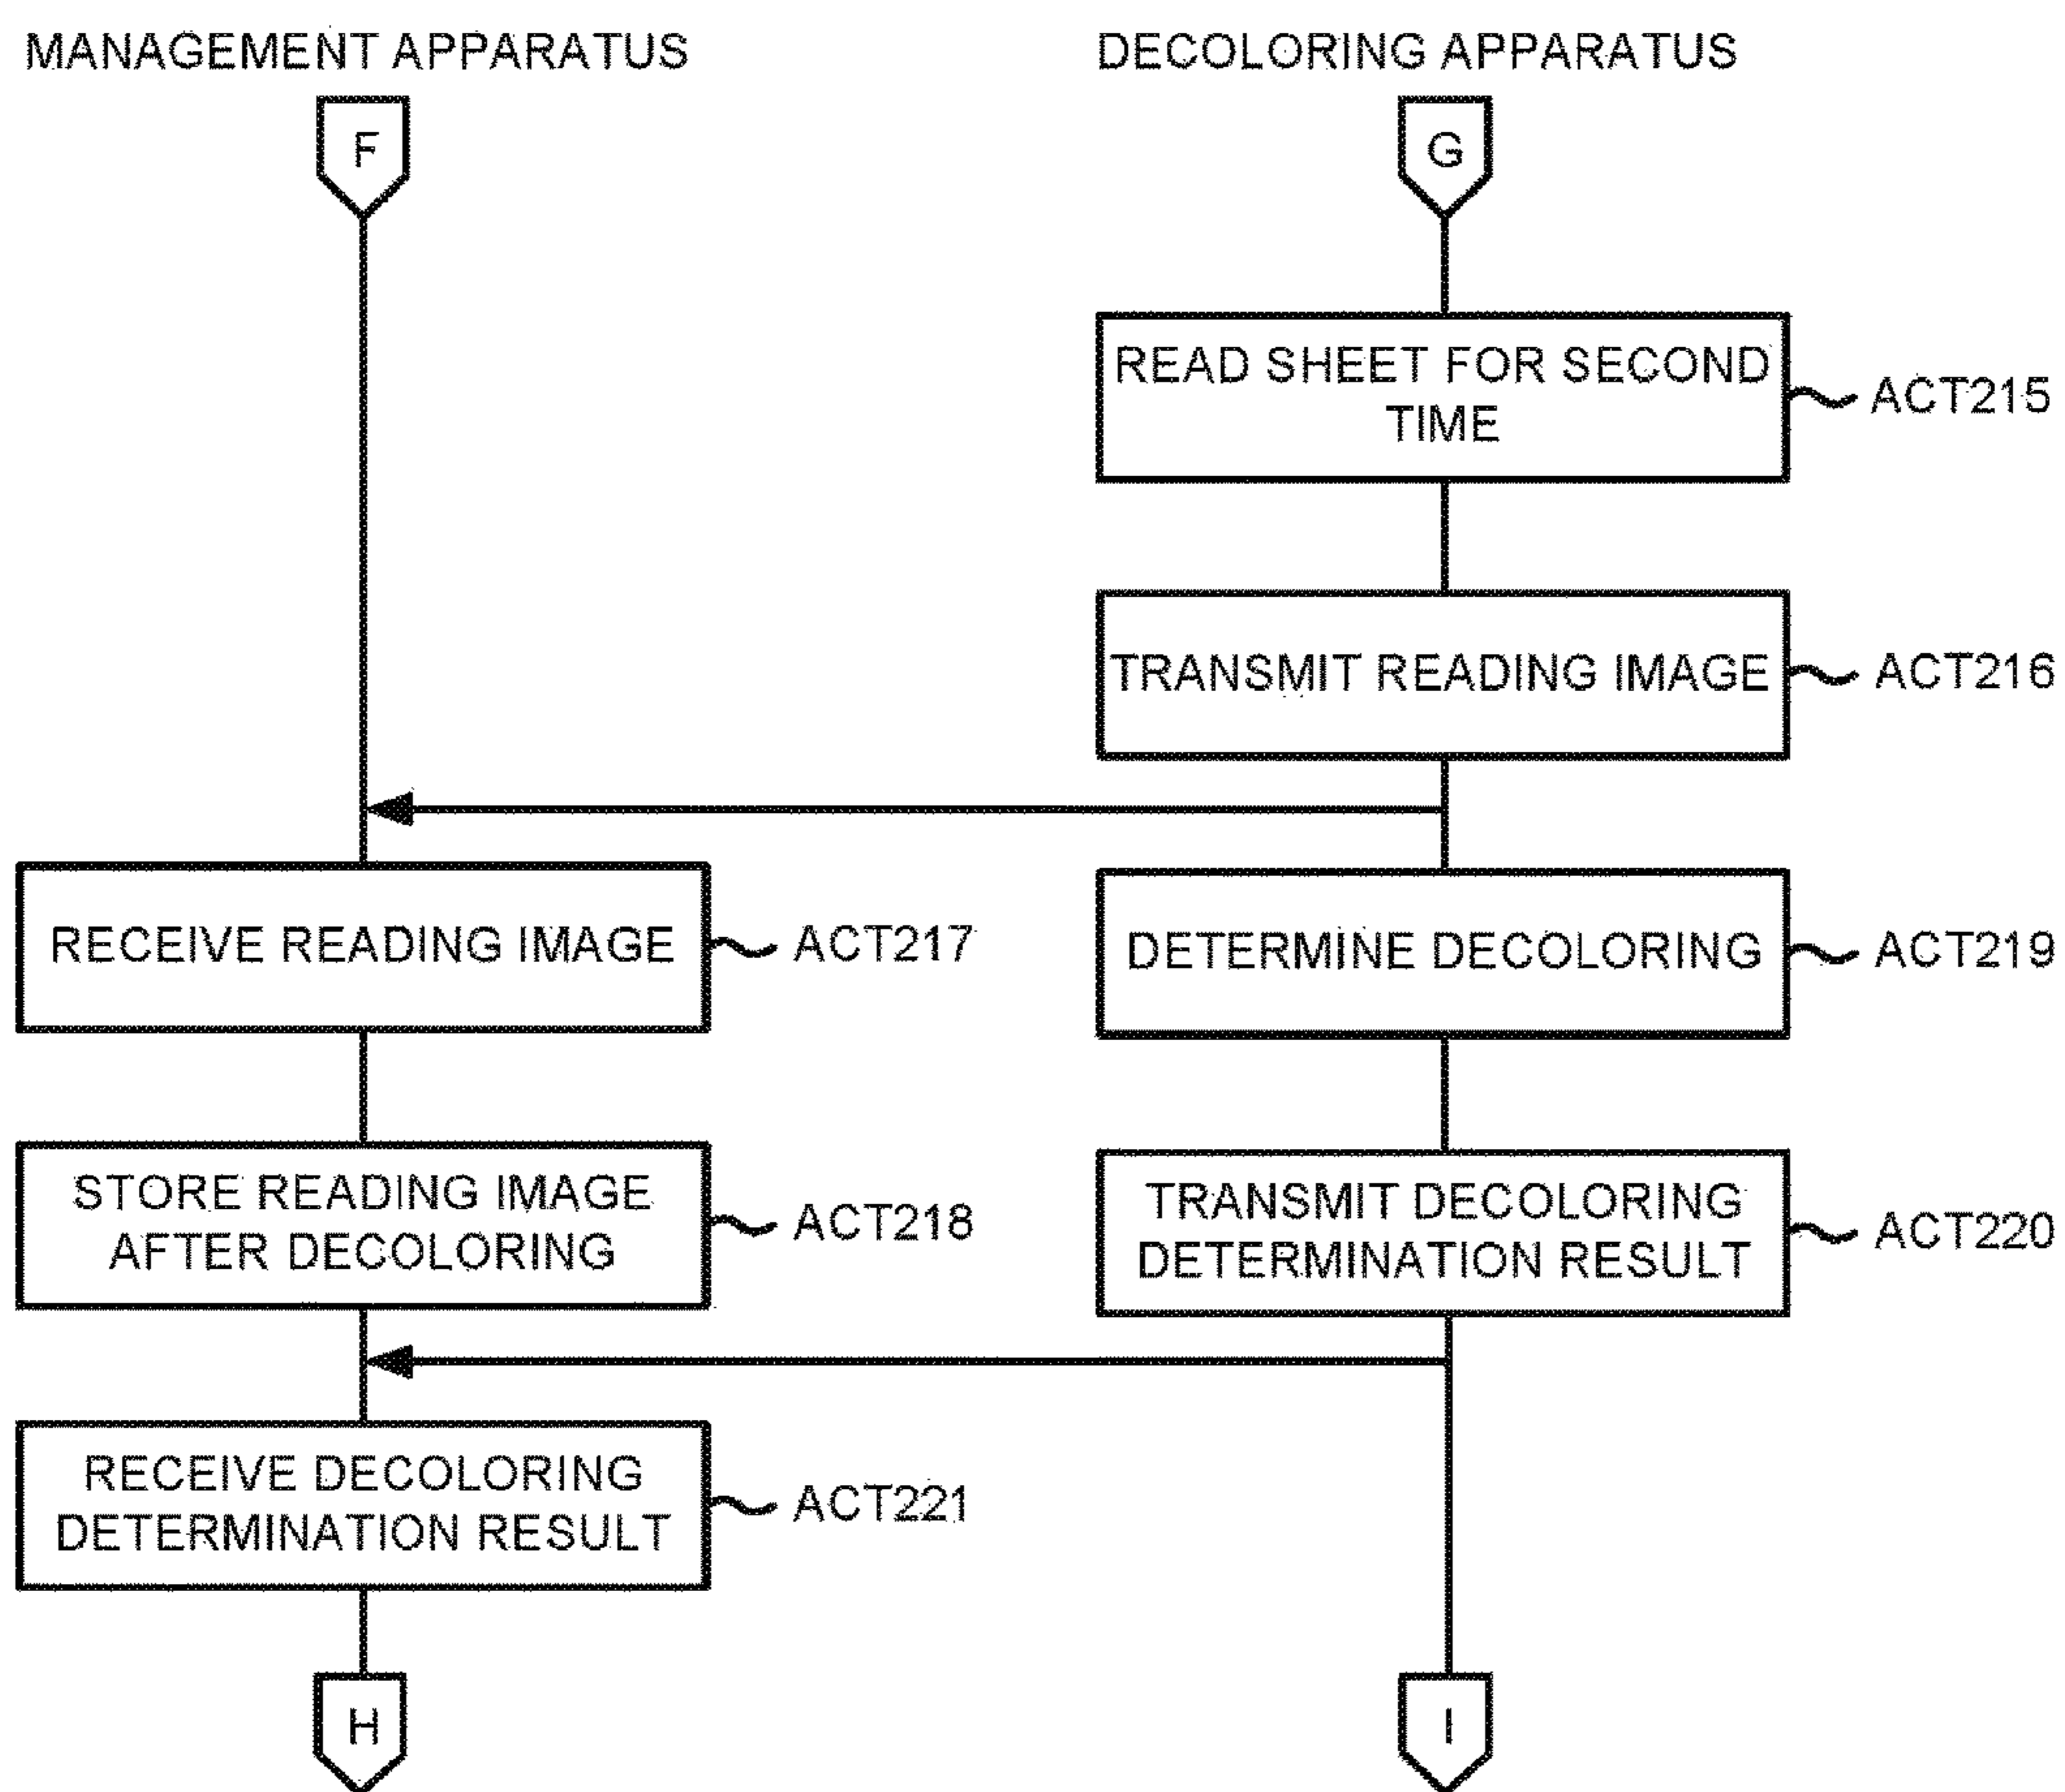 MANAGEMENT APPARATUS
DECOLORING APPARATUS
F
G
READ SHEET FOR SECOND
TIME
ACT215
TRANSMIT READING IMAGE
ACT216
RECEIVE READING IMAGE
ACT217
DETERMINE DECOLORING
ACT219
STORE READING IMAGE
AFTER DECOLORING
ACT218
TRANSMIT DECOLORING
DETERMINATION RESULT
ACT220
RECEIVE DECOLORING
DETERMINATION RESULT
ACT221
H
I